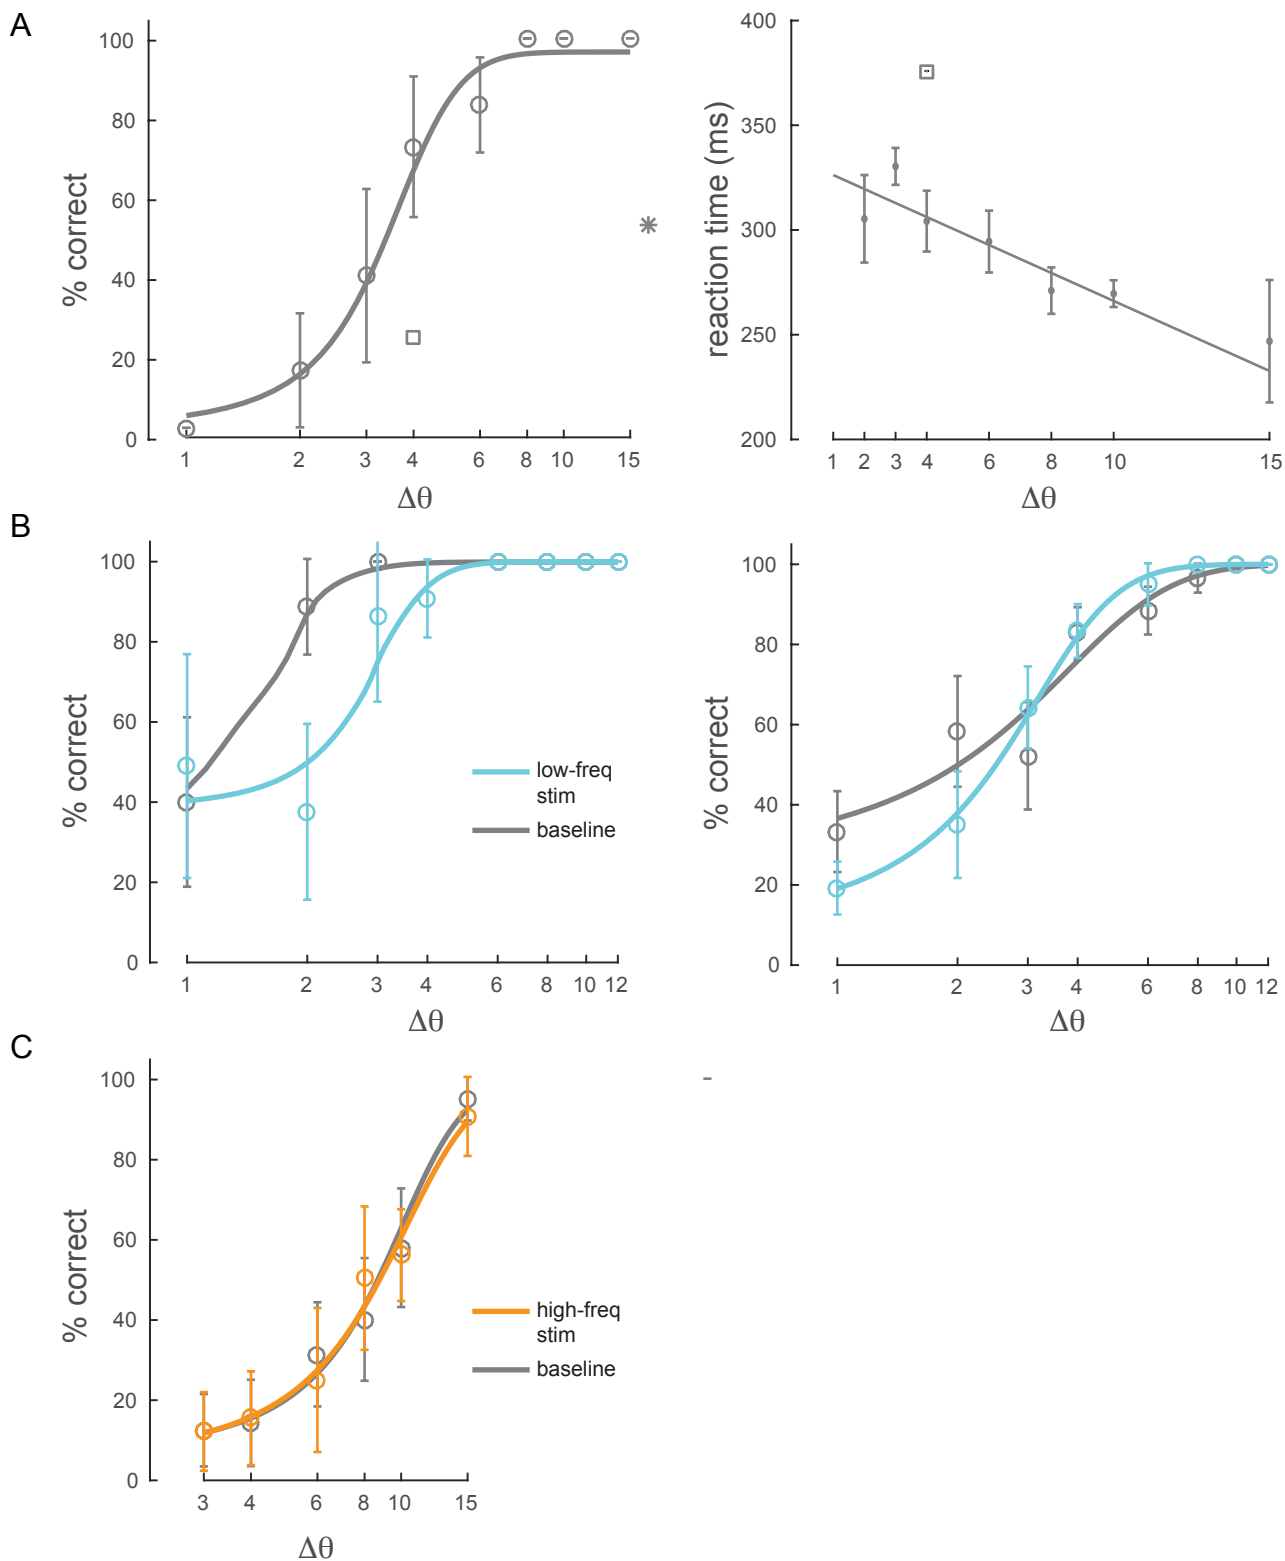 A
100
80
60
40
20
0
% correct
1 2 3 4 6 8 10 15
Δθ
400
350
300
250
200
reaction time (ms)
1 2 3 4 6 8 10 15
Δθ
B
100
80
60
40
20
0
% correct
low-freq
stim
baseline
1 2 3 4 6 8 10 12
Δθ
100
80
60
40
20
0
% correct
1 2 3 4 6 8 10 12
Δθ
C
100
80
60
40
20
0
% correct
high-freq
stim
baseline
3 4 6 8 10 15
Δθ